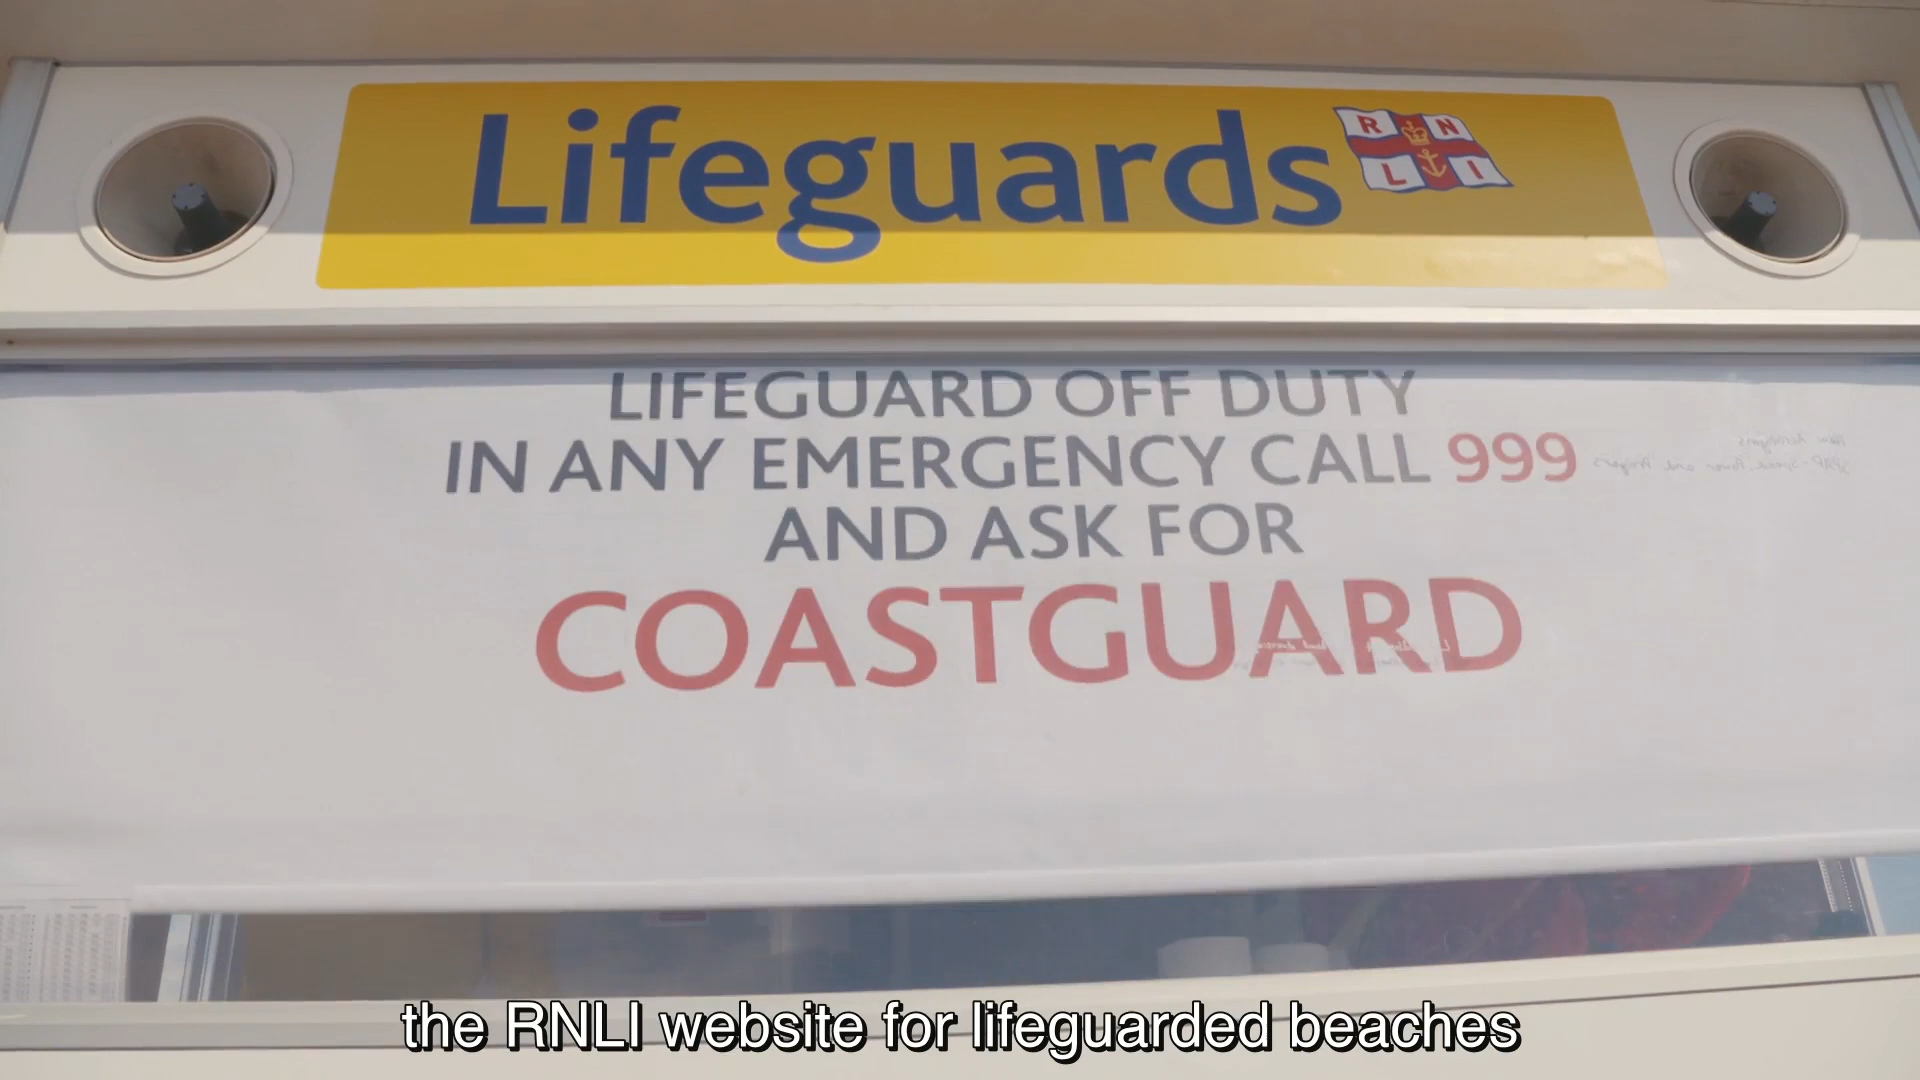 Lifeguards
R N
L I
LIFEGUARD OFF DUTY
IN ANY EMERGENCY CALL 999
AND ASK FOR
COASTGUARD
the RNLI website for lifeguarded beaches